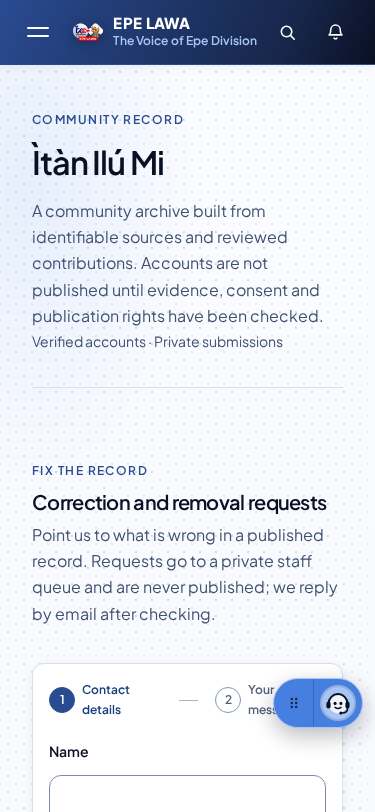 EPE LAWA
The Voice of Epe Division
COMMUNITY RECORD
Ìtàn Ilú Mi
A community archive built from
identifiable sources and reviewed
contributions. Accounts are not
published until evidence, consent and
publication rights have been checked.
Verified accounts · Private submissions
FIX THE RECORD
Correction and removal requests
Point us to what is wrong in a published
record. Requests go to a private staff
queue and are never published; we reply
by email after checking.
1 Contact details
2 Your
Name